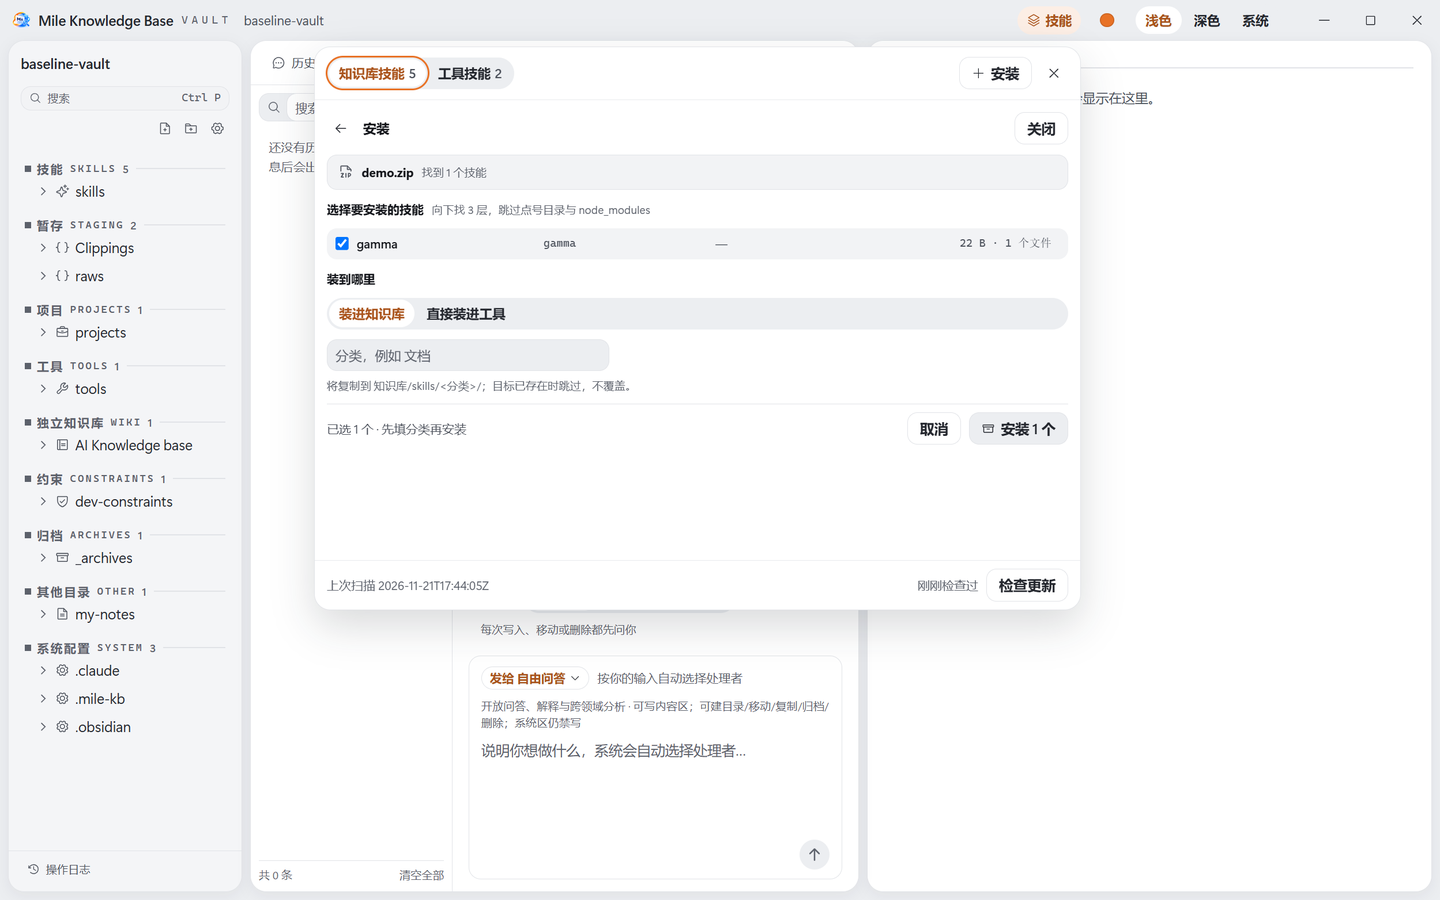 Mile Knowledge Base VAULT baseline-vault
技能
浅色 深色 系统
baseline-vault
搜索 Ctrl P
技能 SKILLS 5
skills
暂存 STAGING 2
Clippings
raws
项目 PROJECTS 1
projects
工具 TOOLS 1
tools
独立知识库 WIKI 1
AI Knowledge base
约束 CONSTRAINTS 1
dev-constraints
归档 ARCHIVES 1
_archives
其他目录 OTHER 1
my-notes
系统配置 SYSTEM 3
.claude
.mile-kb
.obsidian
操作日志
历史
搜索
还没有历
息后会出
共 0 条 清空全部
知识库技能 5 工具技能 2
安装
安装
关闭
ZIP demo.zip 找到 1 个技能
选择要安装的技能 向下找 3 层，跳过点号目录与 node_modules
gamma gamma — 22 B · 1 个文件
装到哪里
装进知识库 直接装进工具
分类，例如 文档
将复制到 知识库/skills/<分类>/；目标已存在时跳过，不覆盖。
已选 1 个 · 先填分类再安装
取消 安装 1 个
上次扫描 2026-11-21T17:44:05Z
刚刚检查过 检查更新
每次写入、移动或删除都先问你
发给 自由问答 按你的输入自动选择处理者
开放问答、解释与跨领域分析 · 可写内容区；可建目录/移动/复制/归档/
删除；系统区仍禁写
说明你想做什么，系统会自动选择处理者...
显示在这里。